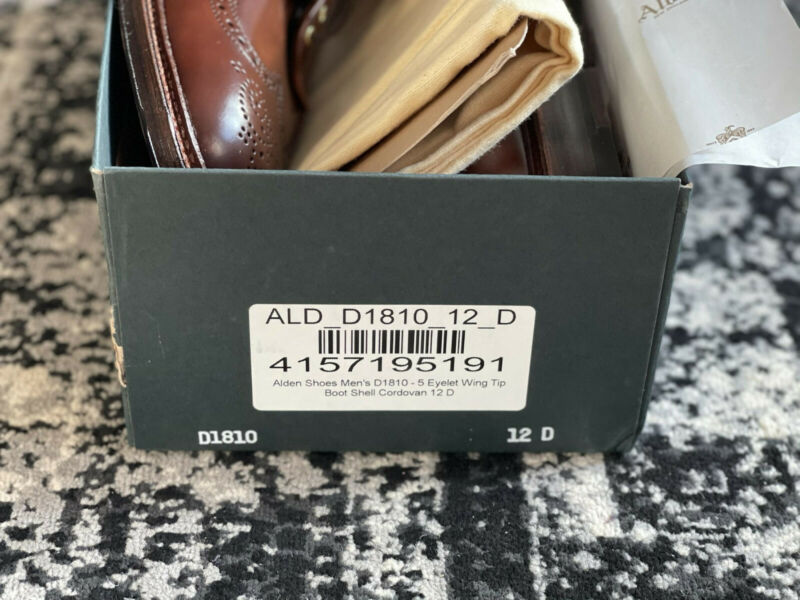 ALD_D1810_12_D
4157195191
Alden Shoes Men's D1810 - 5 Eyelet Wing Tip
Boot Shell Cordovan 12 D
D1810 12 D